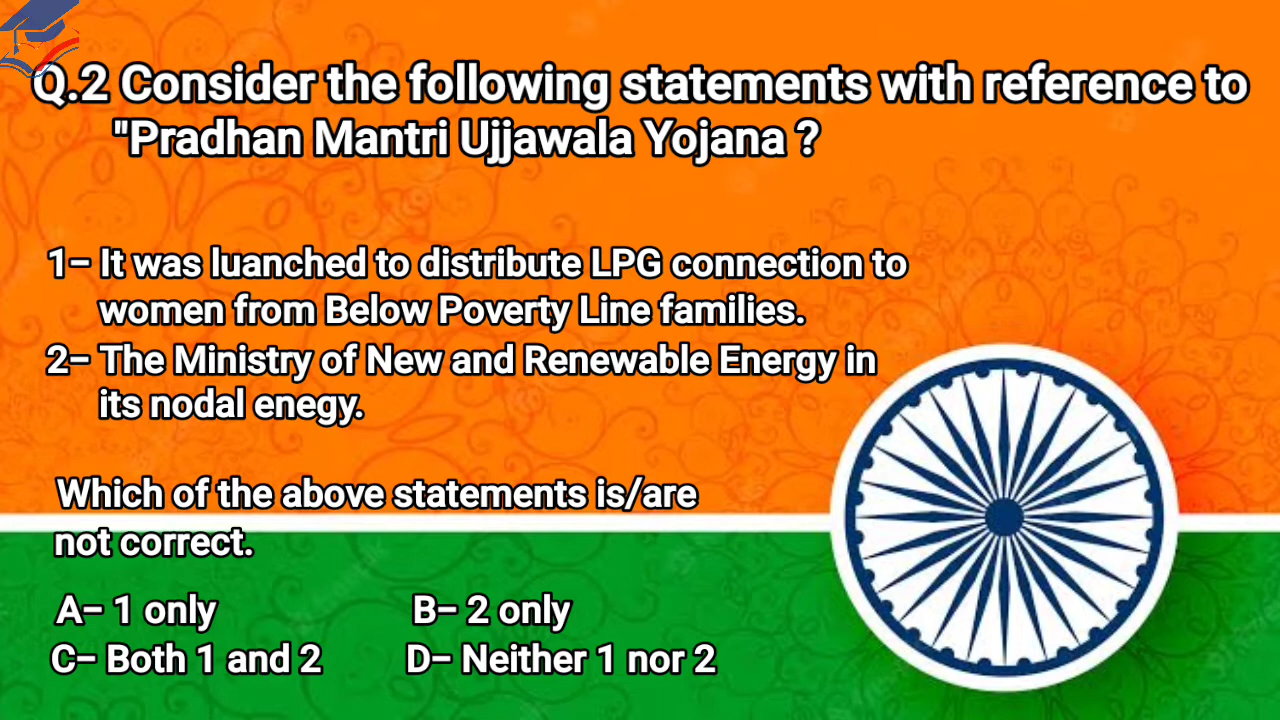 Q.2 Consider the following statements with reference to
"Pradhan Mantri Ujjawala Yojana ?
1– It was luanched to distribute LPG connection to
women from Below Poverty Line families.
2– The Ministry of New and Renewable Energy in
its nodal enegy.
Which of the above statements is/are
not correct.
A– 1 only B– 2 only
C– Both 1 and 2 D– Neither 1 nor 2